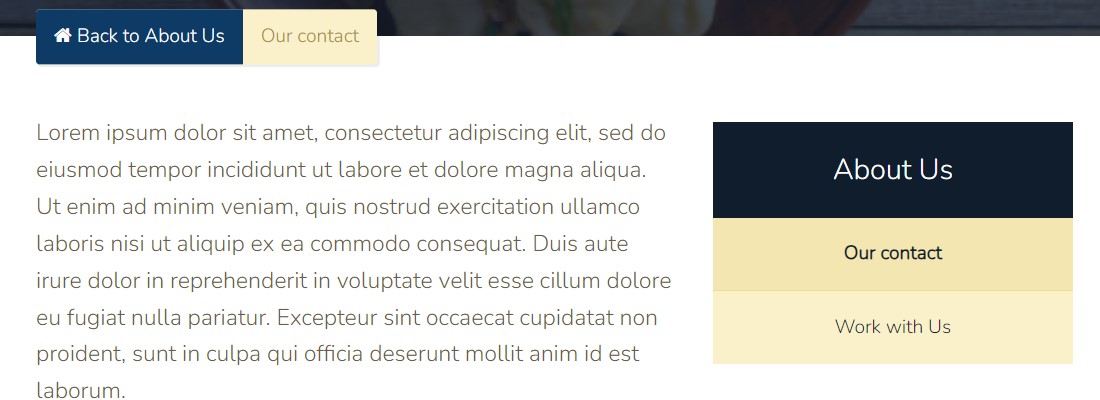 Back to About Us Our contact
Lorem ipsum dolor sit amet, consectetur adipiscing elit, sed do
eiusmod tempor incididunt ut labore et dolore magna aliqua.
Ut enim ad minim veniam, quis nostrud exercitation ullamco
laboris nisi ut aliquip ex ea commodo consequat. Duis aute
irure dolor in reprehenderit in voluptate velit esse cillum dolore
eu fugiat nulla pariatur. Excepteur sint occaecat cupidatat non
proident, sunt in culpa qui officia deserunt mollit anim id est
laborum.
About Us
Our contact
Work with Us